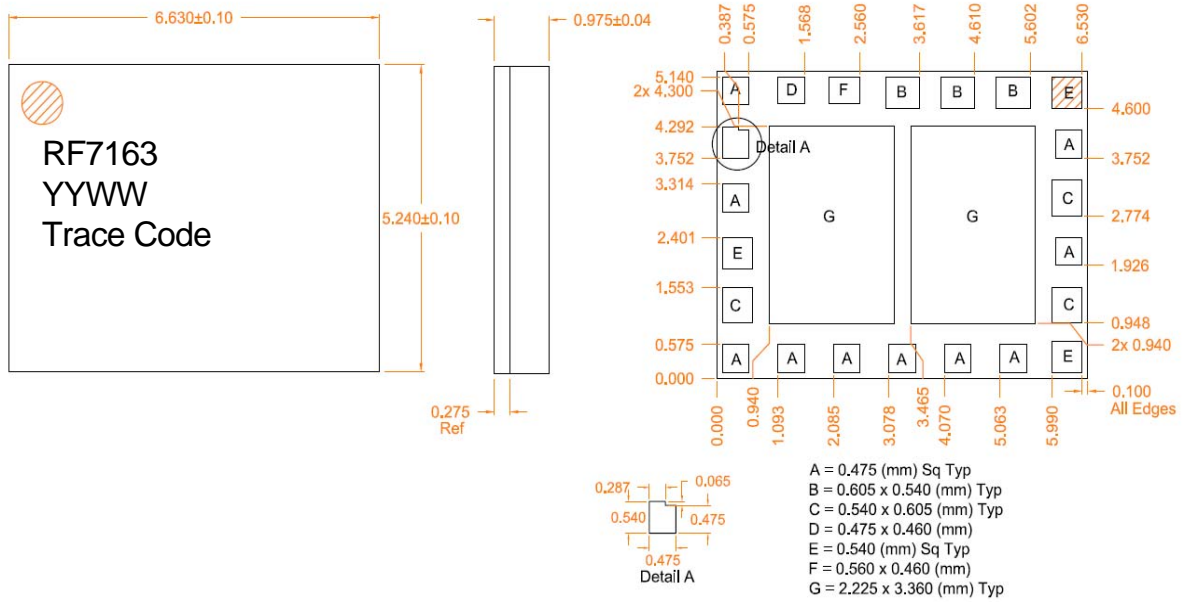 6.630±0.10
0.975±0.04
RF7163
YYWW
Trace Code
5.240±0.10
0.275
Ref
0.387
0.575
1.568
2.560
3.617
4.610
5.602
6.530
5.140
2x 4.300
4.292
3.752
3.314
2.401
1.553
0.575
0.000
A
D
F
B
B
B
E
Detail A
A
A
C
E
A
C
C
G
G
A
A
A
A
A
A
E
4.600
3.752
2.774
1.926
0.948
2x 0.940
0.100
All Edges
0.000
0.940
1.093
2.085
3.078
3.465
4.070
5.063
5.990
0.287
0.065
0.540
0.475
0.475
Detail A
A = 0.475 (mm) Sq Typ
B = 0.605 x 0.540 (mm) Typ
C = 0.540 x 0.605 (mm) Typ
D = 0.475 x 0.460 (mm)
E = 0.540 (mm) Sq Typ
F = 0.560 x 0.460 (mm)
G = 2.225 x 3.360 (mm) Typ